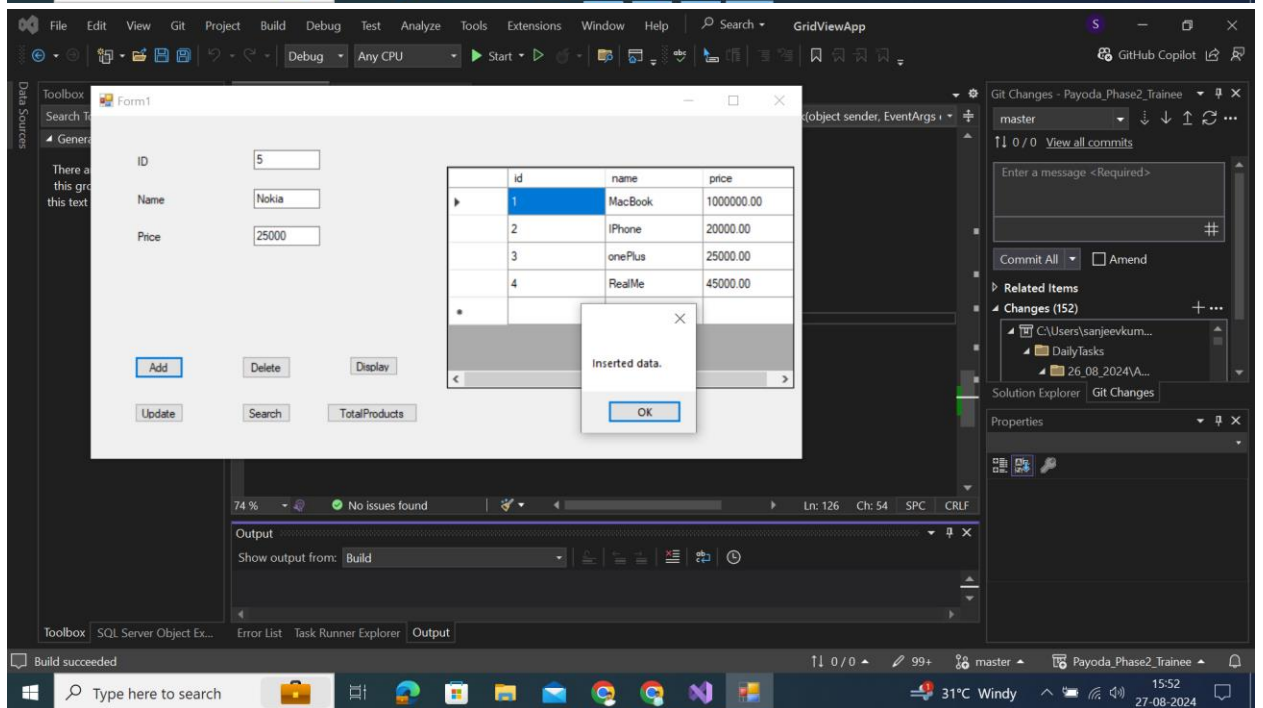 File Edit View Git Project Build Debug Test Analyze Tools Extensions Window Help Search GridViewApp S
Debug Any CPU Start GitHub Copilot
Data Sources
Toolbox
Search
There
this
this text
Form1
ID 5
Name Nokia
Price 25000
Add Delete Display
Update Search TotalProducts
id name price
1 MacBook 1000000.00
2 IPhone 20000.00
3 onePlus 25000.00
4 RealMe 45000.00
Inserted data.
OK
(object sender, EventArgs
74 % No issues found Ln: 126 Ch: 54 SPC CRLF
Output
Show output from: Build
Toolbox SQL Server Object Ex... Error List Task Runner Explorer Output
Git Changes - Payoda_Phase2_Trainee
master
0 / 0 View all commits
Enter a message <Required>
#
Commit All Amend
Related Items
Changes (152)
C:\Users\sanjeevkum...
DailyTasks
26_08_2024\A...
Solution Explorer Git Changes
Properties
Build succeeded 0 / 0 99+ master Payoda_Phase2_Trainee
Type here to search 31°C Windy 15:52
27-08-2024